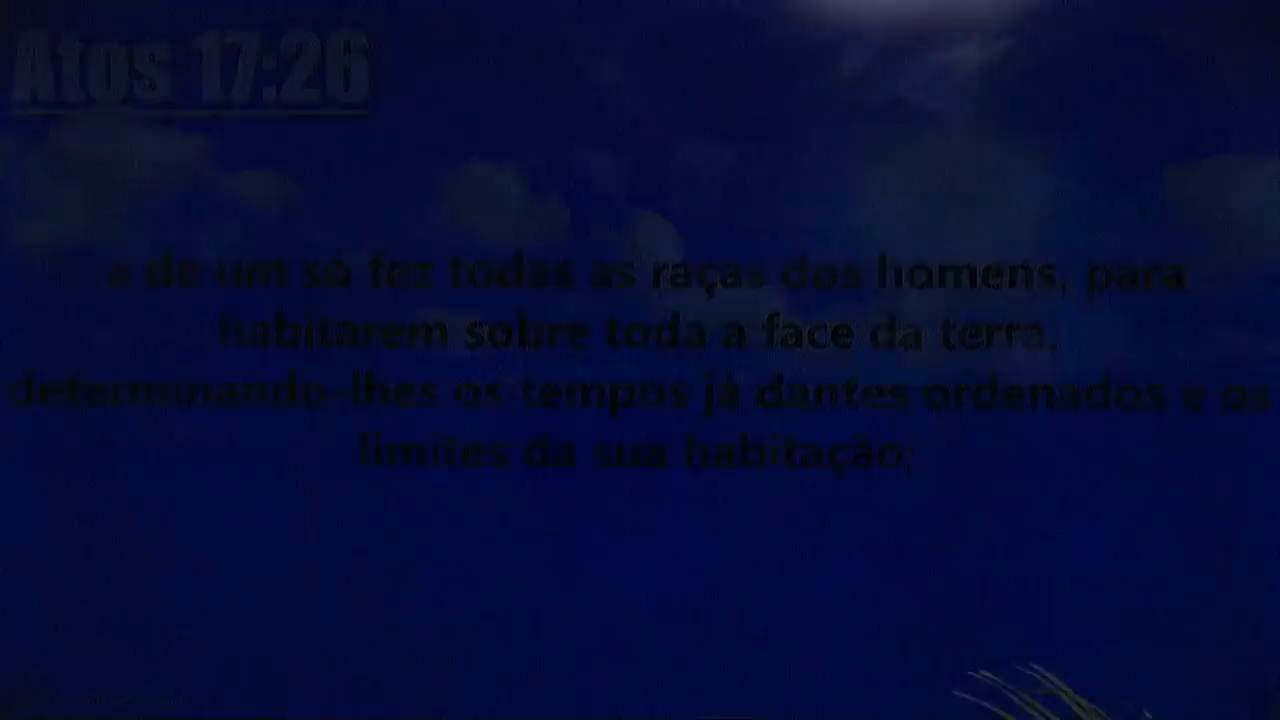 Atos 17:26
e de um só fez todas as raças dos homens, para
habitarem sobre toda a face da terra,
determinando-lhes os tempos já dantes ordenados e os
limites da sua habitação;